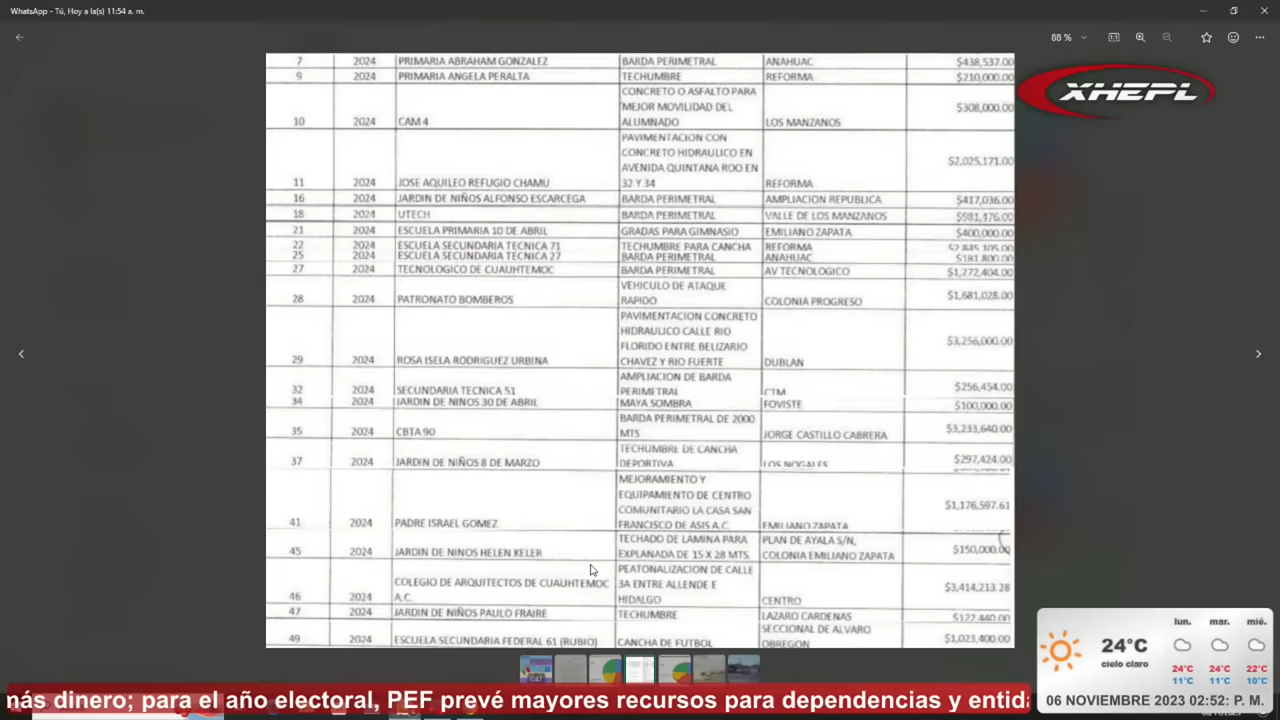 WhatsApp - Tú, Hoy a la(s) 11:54 a. m.
88 %
XHEPL
7 2024 PRIMARIA ABRAHAM GONZALEZ BARDA PERIMETRAL ANAHUAC $438,537.00
9 2024 PRIMARIA ANGELA PERALTA TECHUMBRE REFORMA $210,000.00
CONCRETO O ASFALTO PARA
MEJOR MOVILIDAD DEL $308,000.00
10 2024 CAM 4 ALUMNADO LOS MANZANOS
PAVIMENTACION CON
CONCRETO HIDRAULICO EN $2,025,171.00
AVENIDA QUINTANA ROO EN
11 2024 JOSE AQUILEO REFUGIO CHAMU 32 Y 34 REFORMA
16 2024 JARDIN DE NIÑOS ALFONSO ESCARCEGA BARDA PERIMETRAL AMPLIACION REPUBLICA $417,036.00
18 2024 UTECH BARDA PERIMETRAL VALLE DE LOS MANZANOS
21 2024 ESCUELA PRIMARIA 10 DE ABRIL GRADAS PARA GIMNASIO EMILIANO ZAPATA $400,000.00
22 2024 ESCUELA SECUNDARIA TECNICA 71 TECHUMBRE PARA CANCHA REFORMA
25 2024 ESCUELA SECUNDARIA TECNICA 27 BARDA PERIMETRAL ANAHUAC $181,800.00
27 2024 TECNOLOGICO DE CUAUHTEMOC BARDA PERIMETRAL AV TECNOLOGICO $1,272,404.00
VEHICULO DE ATAQUE
28 2024 PATRONATO BOMBEROS RAPIDO COLONIA PROGRESO $1,681,028.00
PAVIMENTACION CONCRETO
HIDRAULICO CALLE RIO
FLORIDO ENTRE BELIZARIO $3,256,000.00
29 2024 ROSA ISELA RODRIGUEZ URBINA CHAVEZ Y RIO FUERTE DUBLAN
AMPLIACION DE BARDA
32 2024 SECUNDARIA TECNICA 51 PERIMETRAL CTM $256,454.00
34 2024 JARDIN DE NINOS 30 DE ABRIL MAYA SOMBRA FOVISTE $100,000.00
BARDA PERIMETRAL DE 2000
35 2024 CBTA 90 MTS JORGE CASTILLO CABRERA $3,233,640.00
TECHUMBRE DE CANCHA
37 2024 JARDIN DE NIÑOS 8 DE MARZO DEPORTIVA LOS NOGALES $297,424.00
MEJORAMIENTO Y
EQUIPAMIENTO DE CENTRO
COMUNITARIO LA CASA SAN $1,176,597.61
41 2024 PADRE ISRAEL GOMEZ FRANCISCO DE ASIS A.C. EMILIANO ZAPATA
TECHADO DE LAMINA PARA PLAN DE AYALA S/N,
45 2024 JARDIN DE NINOS HELEN KELER EXPLANADA DE 15 X 28 MTS. COLONIA EMILIANO ZAPATA $150,000.00
PEATONALIZACION DE CALLE
COLEGIO DE ARQUITECTOS DE CUAUHTEMOC 3A ENTRE ALLENDE E $3,414,213.28
46 2024 A.C. HIDALGO CENTRO
47 2024 JARDIN DE NIÑOS PAULO FRAIRE TECHUMBRE LAZARO CARDENAS $122,440.00
SECCIONAL DE ALVARO
49 2024 ESCUELA SECUNDARIA FEDERAL 61 (RUBIO) CANCHA DE FUTBOL OBREGON $1,023,400.00
lun. mar. mié.
24°C
cielo claro
24°C 24°C 22°C
11°C 11°C 10°C
06 NOVIEMBRE 2023 02:52: P. M.
más dinero; para el año electoral, PEF prevé mayores recursos para dependencias y entida